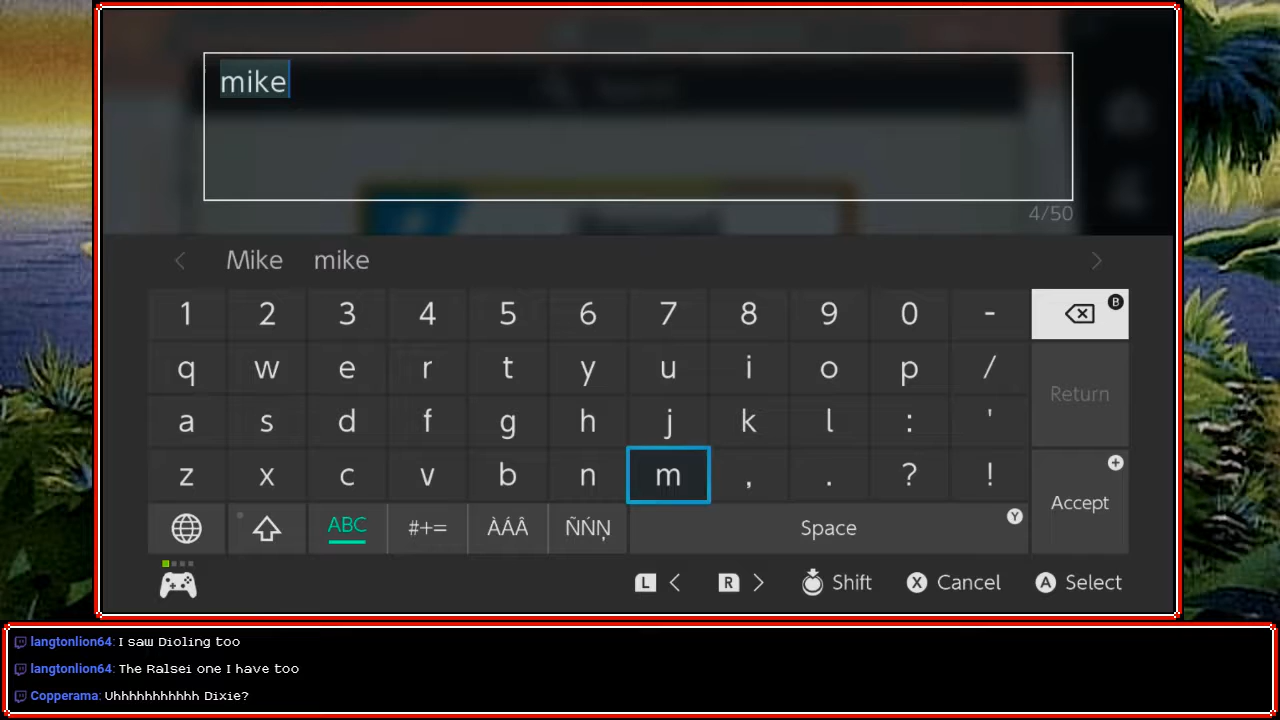 mike
4/50
< Mike mike >
1 2 3 4 5 6 7 8 9 0 - B
q w e r t y u i o p / Return
a s d f g h j k l : '
z x c v b n m , . ? ! + Accept
ABC #+= ÀÁÂ ÑŃŅ Space Y
L < R > Shift X Cancel A Select
langtonlion64: I saw Dioling too
langtonlion64: The Ralsei one I have too
Copperama: Uhhhhhhhhhhh Dixie?